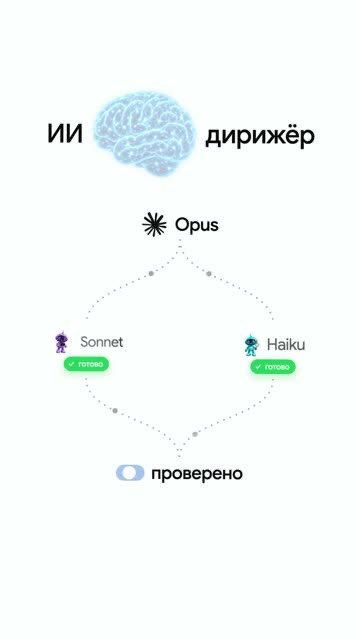 ИИ дирижёр
Opus
Sonnet Haiku
готово готово
проверено